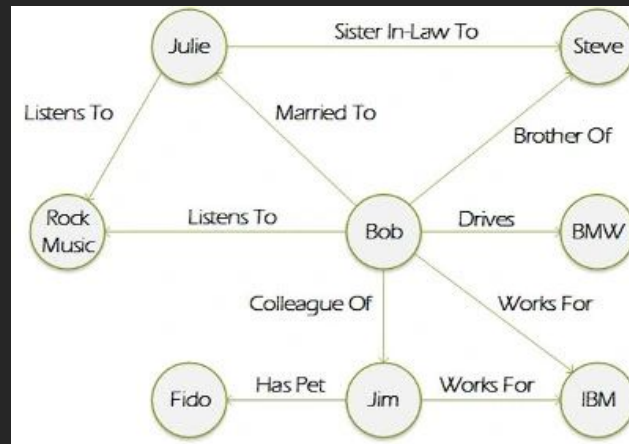 Julie
Sister In-Law To
Steve
Listens To
Married To
Brother Of
Rock
Music
Listens To
Bob
Drives
BMW
Colleague Of
Works For
Fido
Has Pet
Jim
Works For
IBM